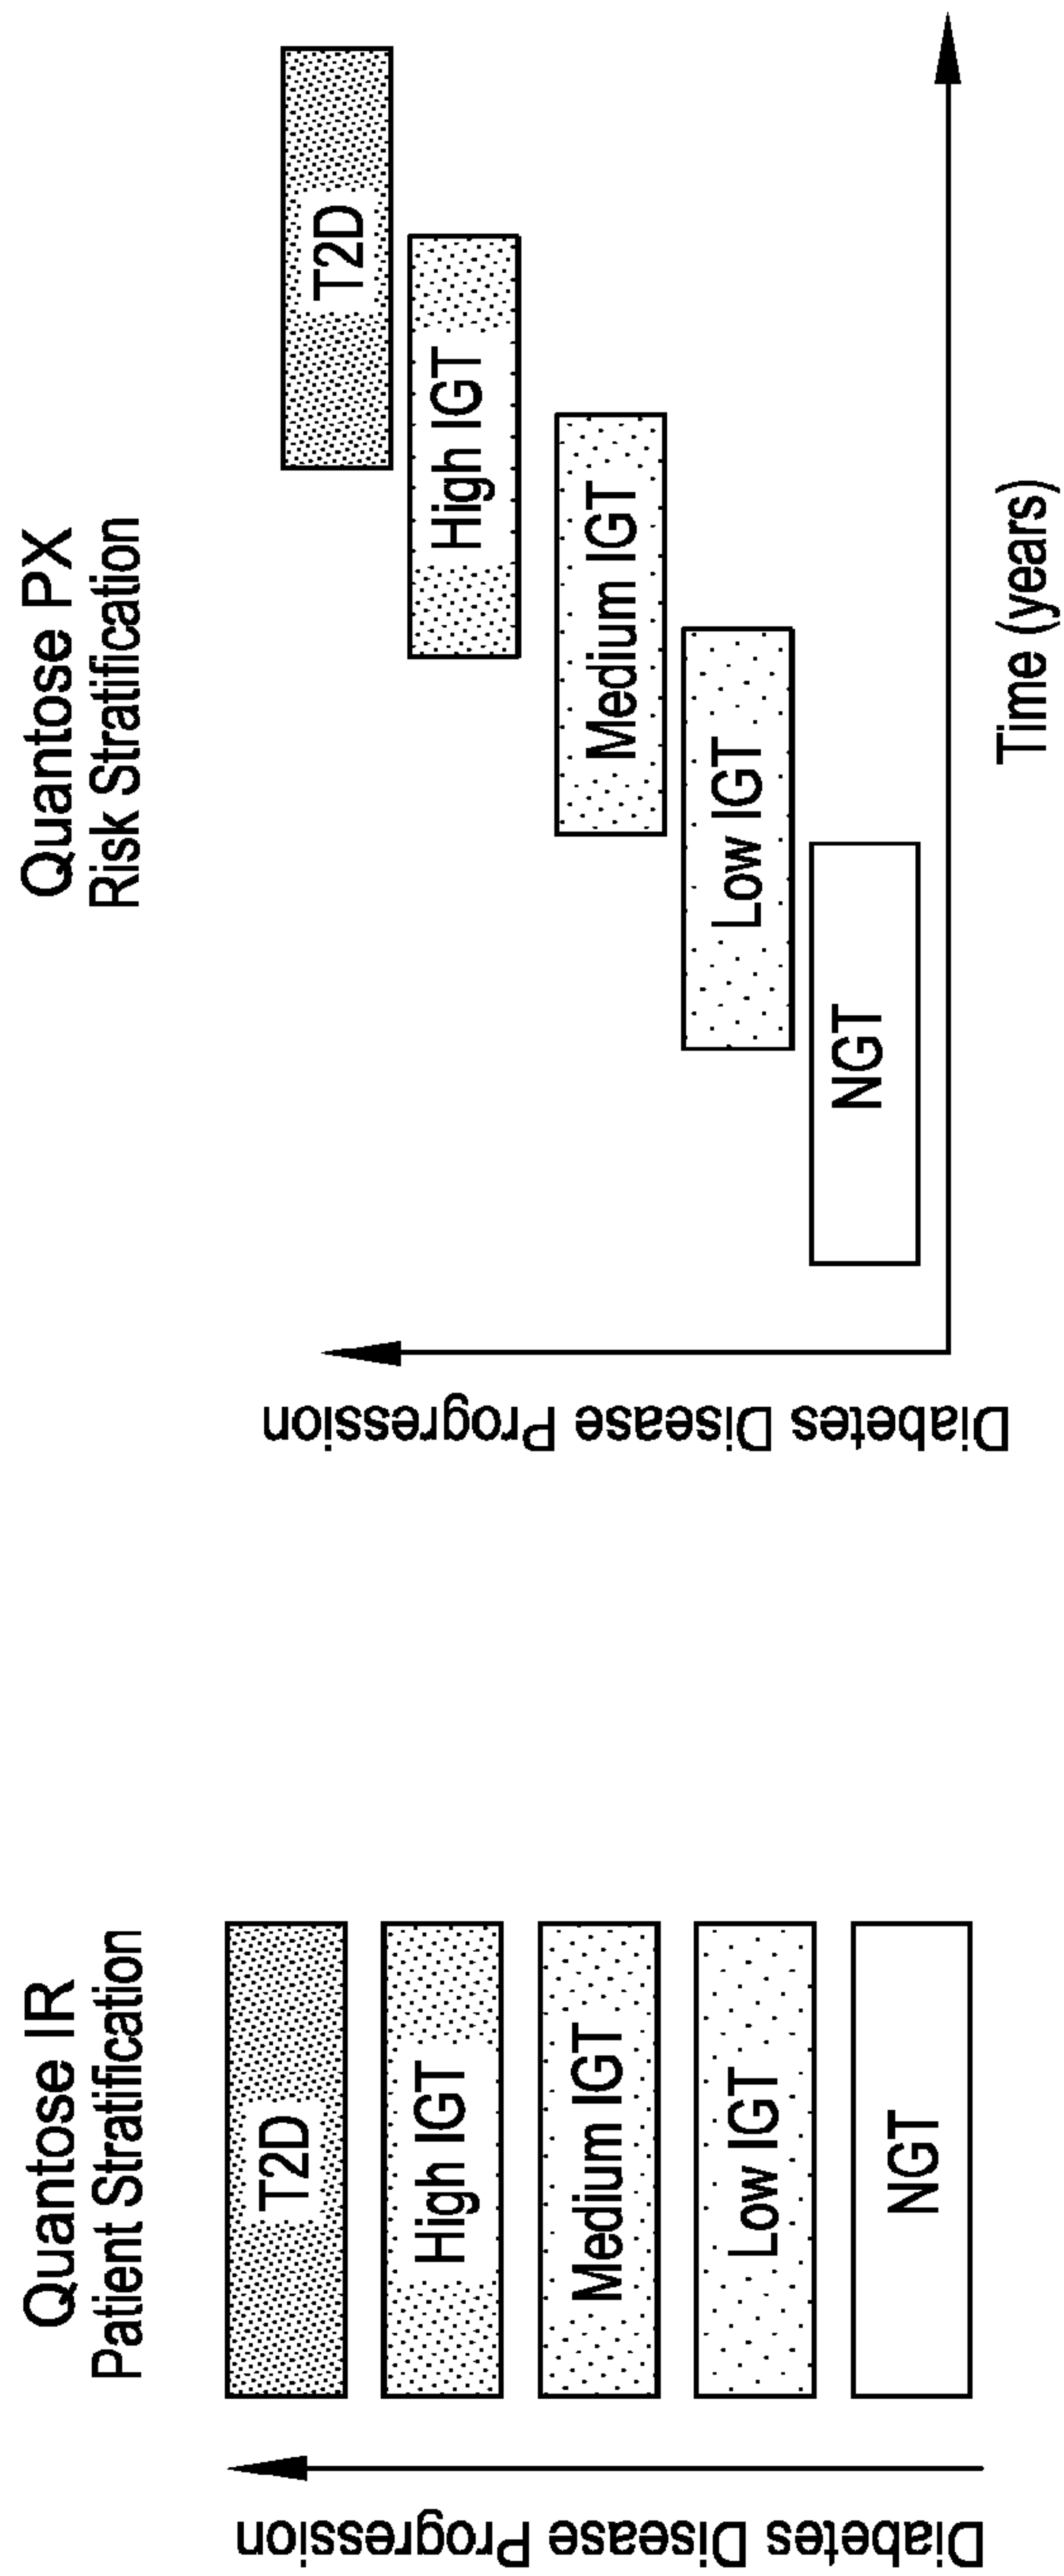 Quantose IR
Patient Stratification
Diabetes Disease Progression
T2D
High IGT
Medium IGT
Low IGT
NGT
Quantose PX
Risk Stratification
Diabetes Disease Progression
T2D
High IGT
Medium IGT
Low IGT
NGT
Time (years)